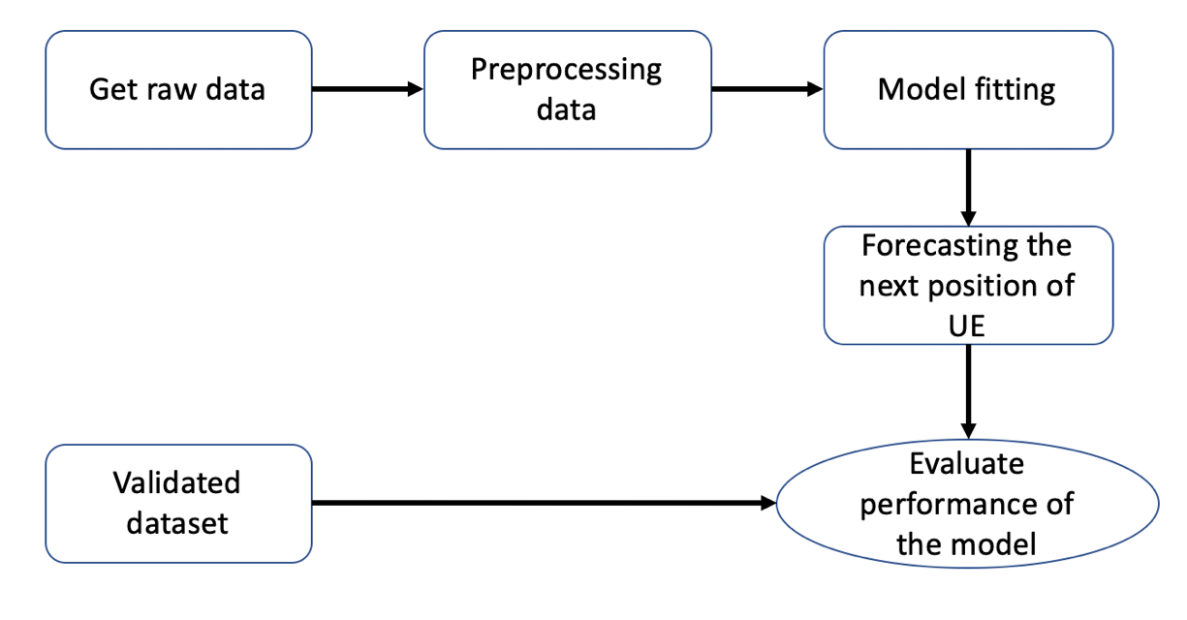 Get raw data
Preprocessing
data
Model fitting
Forecasting the
next position of
UE
Validated
dataset
Evaluate
performance of
the model